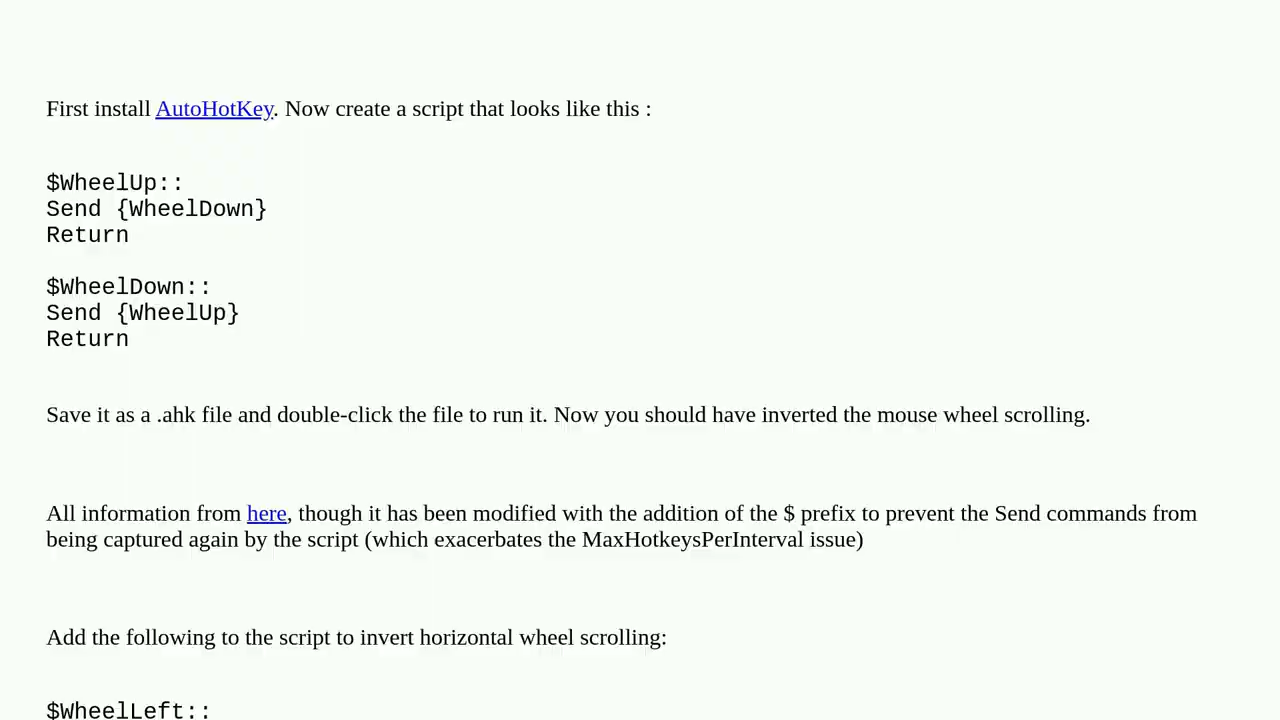 First install AutoHotKey. Now create a script that looks like this :
$WheelUp::
Send {WheelDown}
Return
$WheelDown::
Send {WheelUp}
Return
Save it as a .ahk file and double-click the file to run it. Now you should have inverted the mouse wheel scrolling.
All information from here, though it has been modified with the addition of the $ prefix to prevent the Send commands from
being captured again by the script (which exacerbates the MaxHotkeysPerInterval issue)
Add the following to the script to invert horizontal wheel scrolling:
$WheelLeft::